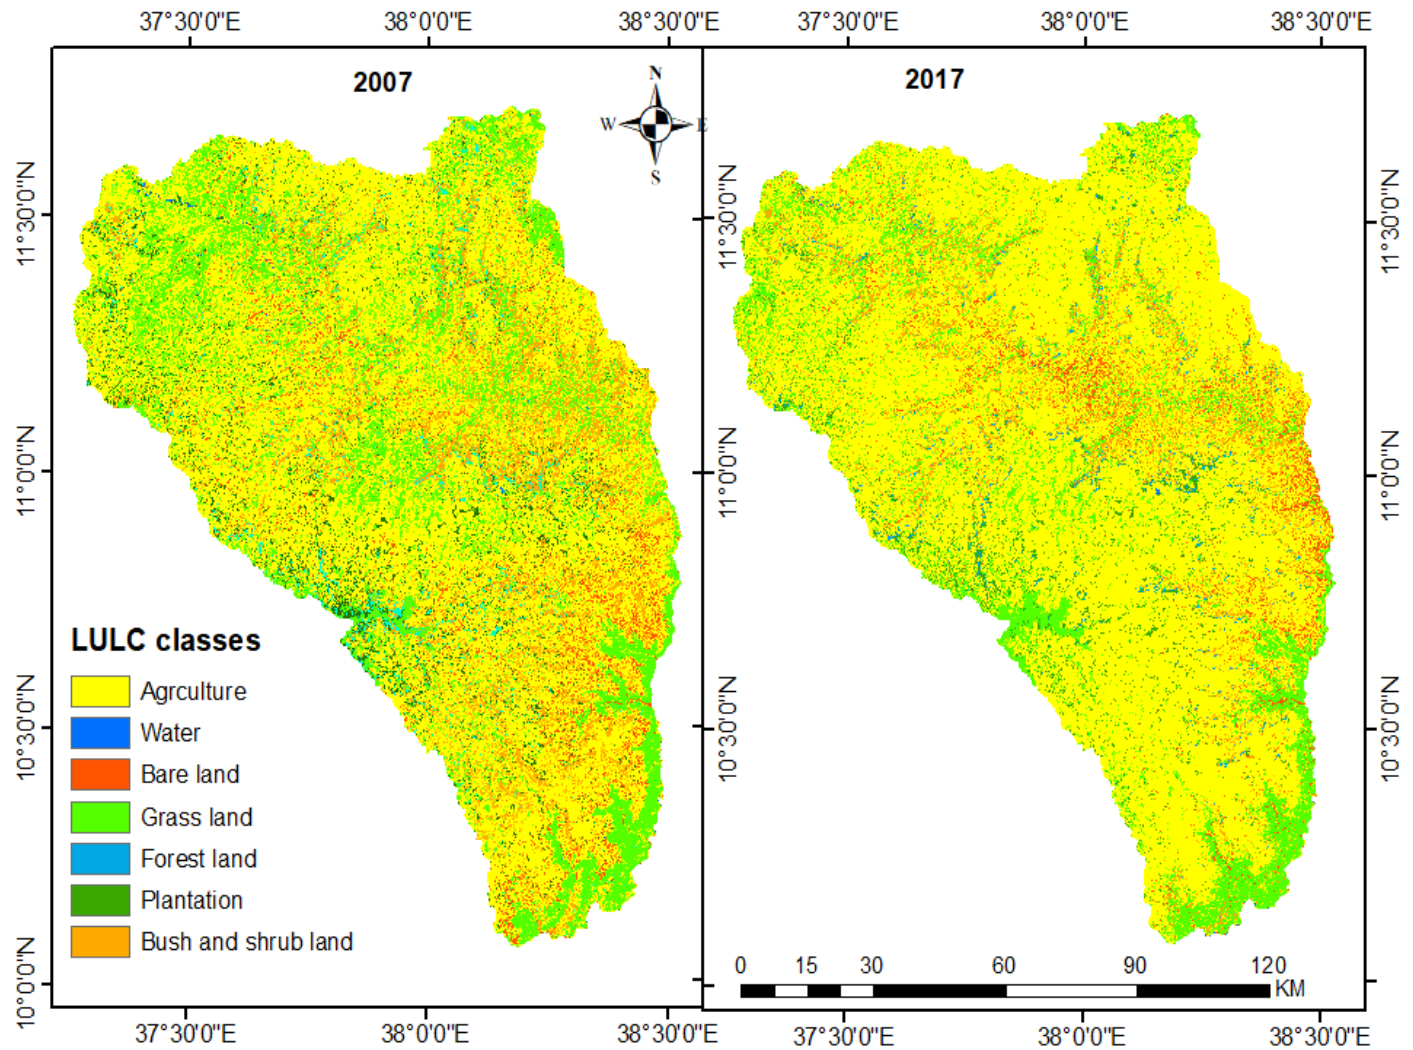 37°30'0"E 38°0'0"E 38°30'0"E 37°30'0"E 38°0'0"E 38°30'0"E
2007
2017
N
W E
S
11°30'0"N
11°30'0"N
11°30'0"N
11°0'0"N
11°0'0"N
11°0'0"N
10°30'0"N
10°30'0"N
10°30'0"N
10°0'0"N
LULC classes
Agrculture
Water
Bare land
Grass land
Forest land
Plantation
Bush and shrub land
0 15 30 60 90 120
KM
37°30'0"E 38°0'0"E 38°30'0"E 37°30'0"E 38°0'0"E 38°30'0"E